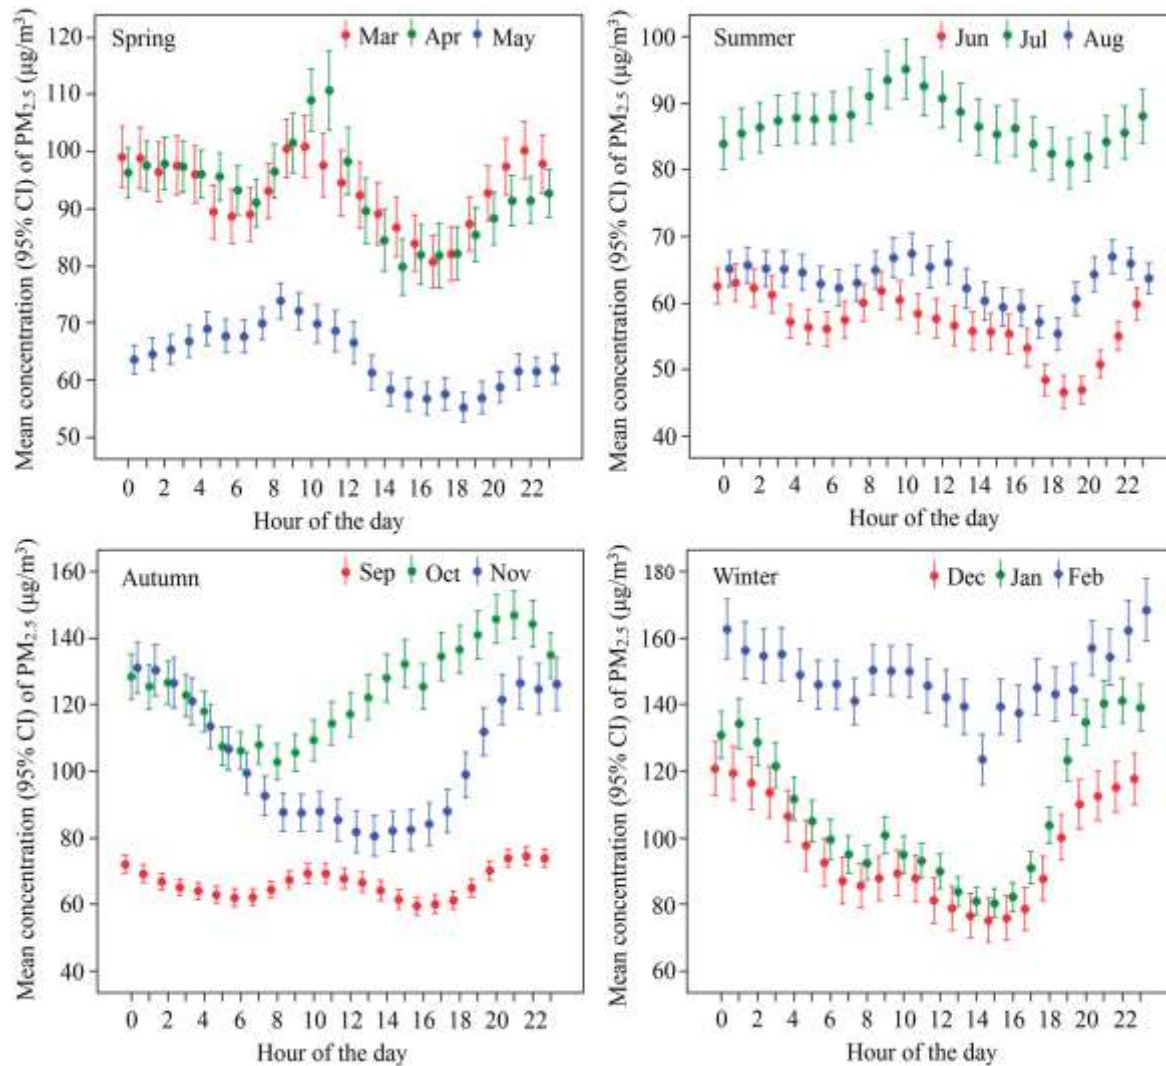 Spring
Mar Apr May
Mean concentration (95% CI) of PM2.5 (μg/m³)
120
110
100
90
80
70
60
50
0 2 4 6 8 10 12 14 16 18 20 22
Hour of the day
Summer
Jun Jul Aug
Mean concentration (95% CI) of PM2.5 (μg/m³)
100
90
80
70
60
50
40
0 2 4 6 8 10 12 14 16 18 20 22
Hour of the day
Autumn
Sep Oct Nov
Mean concentration (95% CI) of PM2.5 (μg/m³)
160
140
120
100
80
60
40
0 2 4 6 8 10 12 14 16 18 20 22
Hour of the day
Winter
Dec Jan Feb
Mean concentration (95% CI) of PM2.5 (μg/m³)
180
160
140
120
100
80
60
0 2 4 6 8 10 12 14 16 18 20 22
Hour of the day